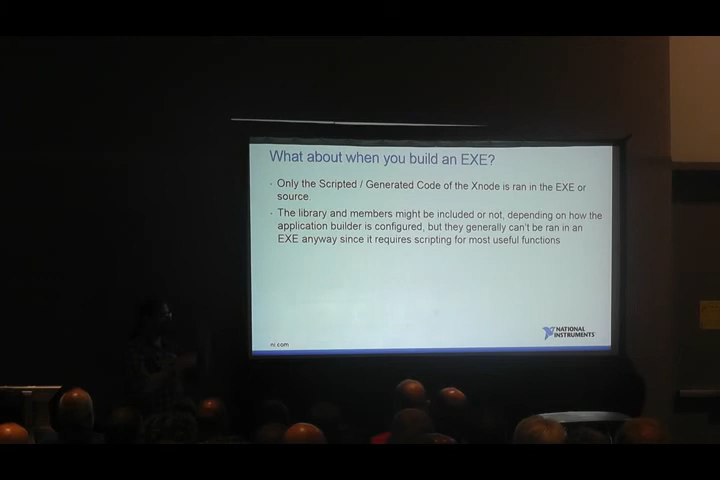 What about when you build an EXE?
· Only the Scripted / Generated Code of the Xnode is ran in the EXE or
source.
· The library and members might be included or not, depending on how the
application builder is configured, but they generally can't be ran in an
EXE anyway since it requires scripting for most useful functions
ni.com
NATIONAL
INSTRUMENTS